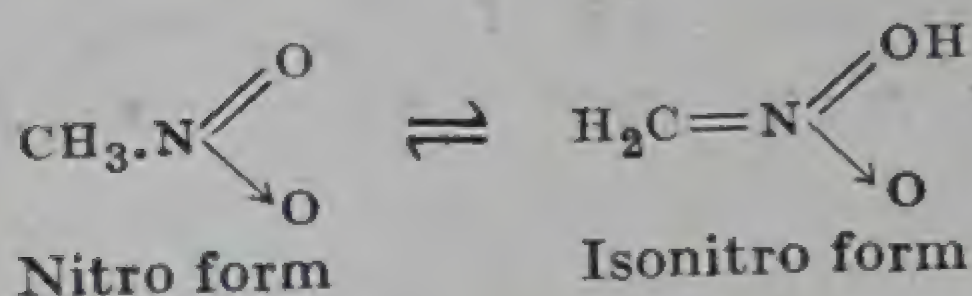 O OH
CH₃.N ⇌ H₂C=N
O O
Nitro form Isonitro form